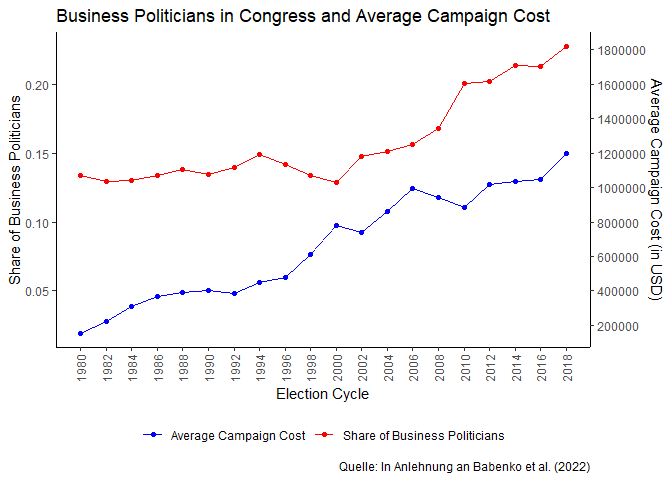 Business Politicians in Congress and Average Campaign Cost
Share of Business Politicians
0.20
0.15
0.10
0.05
1800000
1600000
1400000
1200000
1000000
800000
600000
400000
200000
Average Campaign Cost (in USD)
1980 1982 1984 1986 1988 1990 1992 1994 1996 1998 2000 2002 2004 2006 2008 2010 2012 2014 2016 2018
Election Cycle
Average Campaign Cost Share of Business Politicians
Quelle: In Anlehnung an Babenko et al. (2022)